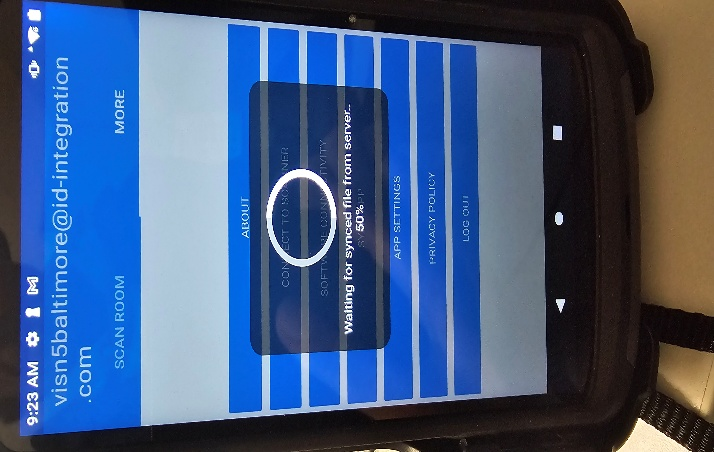 9:23 AM
visn5baltimore@id-integration
.com
SCAN ROOM
MORE
ABOUT
CONNECT TO SCANNER
Waiting for synced file from server..
50%
APP SETTINGS
PRIVACY POLICY
LOG OUT